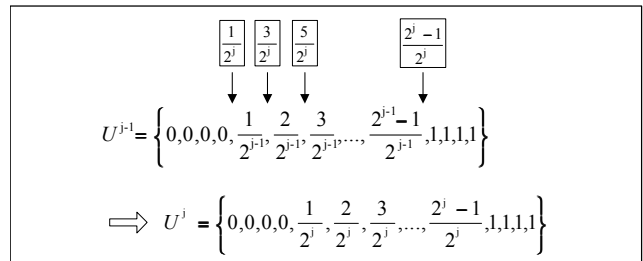 1/2^j 3/2^j 5/2^j (2^j − 1)/2^j
U^{j-1} = {0,0,0,0, 1/2^{j-1}, 2/2^{j-1}, 3/2^{j-1},..., (2^{j-1} − 1)/2^{j-1}, 1,1,1,1}
⇒ U^j = {0,0,0,0, 1/2^j, 2/2^j, 3/2^j,..., (2^j − 1)/2^j, 1,1,1,1}